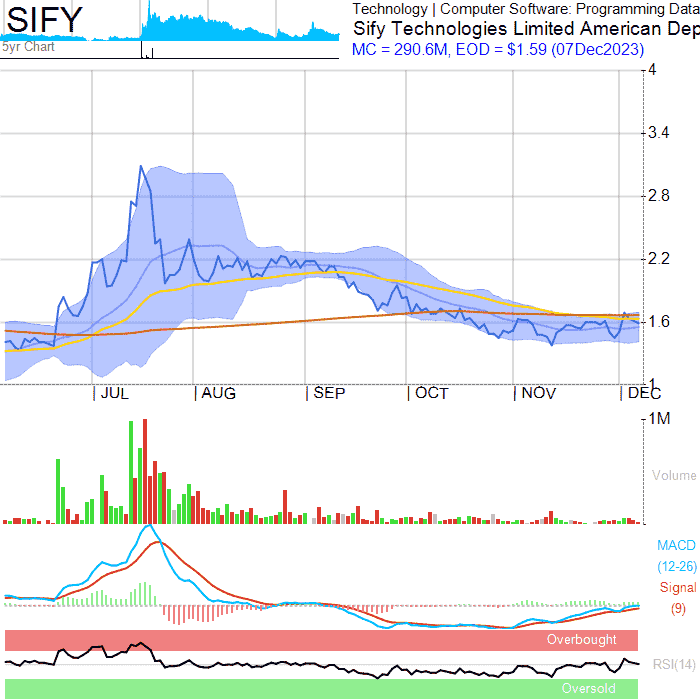 SIFY
Technology | Computer Software: Programming Data
Sify Technologies Limited American Dep
5yr Chart
MC = 290.6M, EOD = $1.59 (07Dec2023)
4
3.4
2.8
2.2
1.6
1
JUL AUG SEP OCT NOV DEC
1M
Volume
MACD
(12-26)
Signal
(9)
Overbought
RSI(14)
Oversold